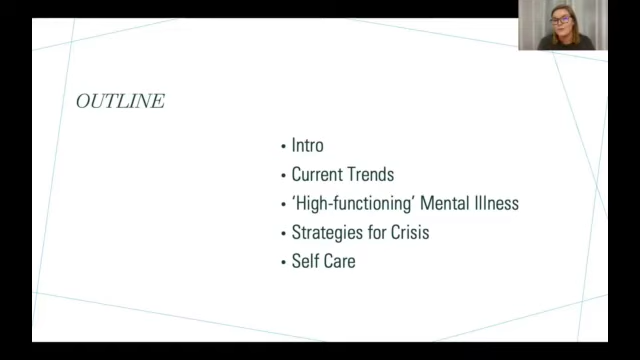 OUTLINE
• Intro
• Current Trends
• ‘High-functioning’ Mental Illness
• Strategies for Crisis
• Self Care